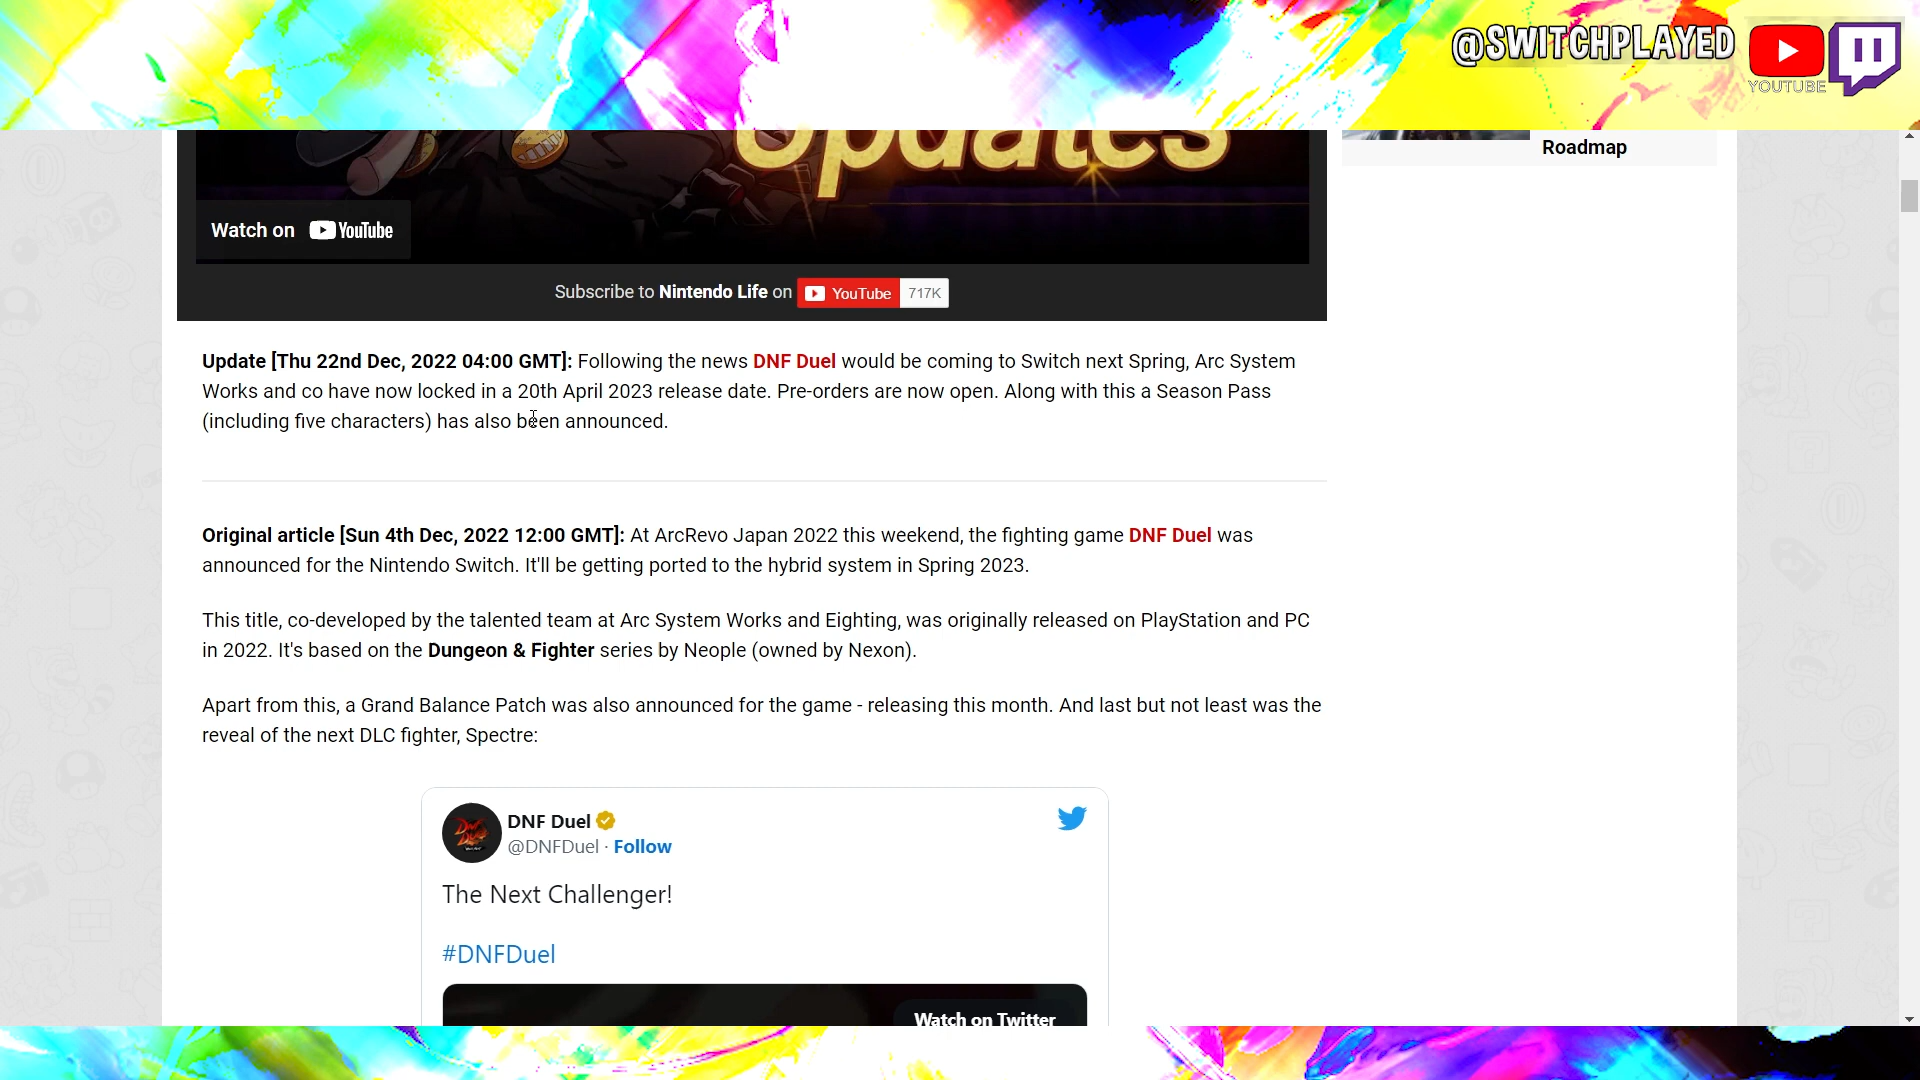 @SWITCHPLAYED
YOUTUBE
Updates
Roadmap
Watch on YouTube
Subscribe to Nintendo Life on YouTube 717K
Update [Thu 22nd Dec, 2022 04:00 GMT]: Following the news DNF Duel would be coming to Switch next Spring, Arc System
Works and co have now locked in a 20th April 2023 release date. Pre-orders are now open. Along with this a Season Pass
(including five characters) has also been announced.
Original article [Sun 4th Dec, 2022 12:00 GMT]: At ArcRevo Japan 2022 this weekend, the fighting game DNF Duel was
announced for the Nintendo Switch. It'll be getting ported to the hybrid system in Spring 2023.
This title, co-developed by the talented team at Arc System Works and Eighting, was originally released on PlayStation and PC
in 2022. It's based on the Dungeon & Fighter series by Neople (owned by Nexon).
Apart from this, a Grand Balance Patch was also announced for the game - releasing this month. And last but not least was the
reveal of the next DLC fighter, Spectre:
DNF Duel
@DNFDuel · Follow
The Next Challenger!
#DNFDuel
Watch on Twitter